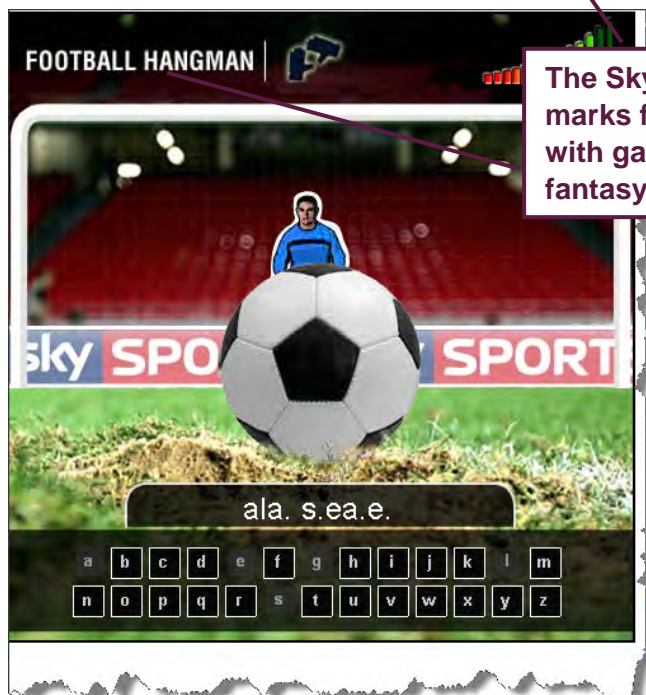 FOOTBALL HANGMAN
The Sky
marks f
with ga
fantasy
sky SPO SPORT
ala. s.ea.e.
a b c d e f g h i j k l m
n o p q r s t u v w x y z